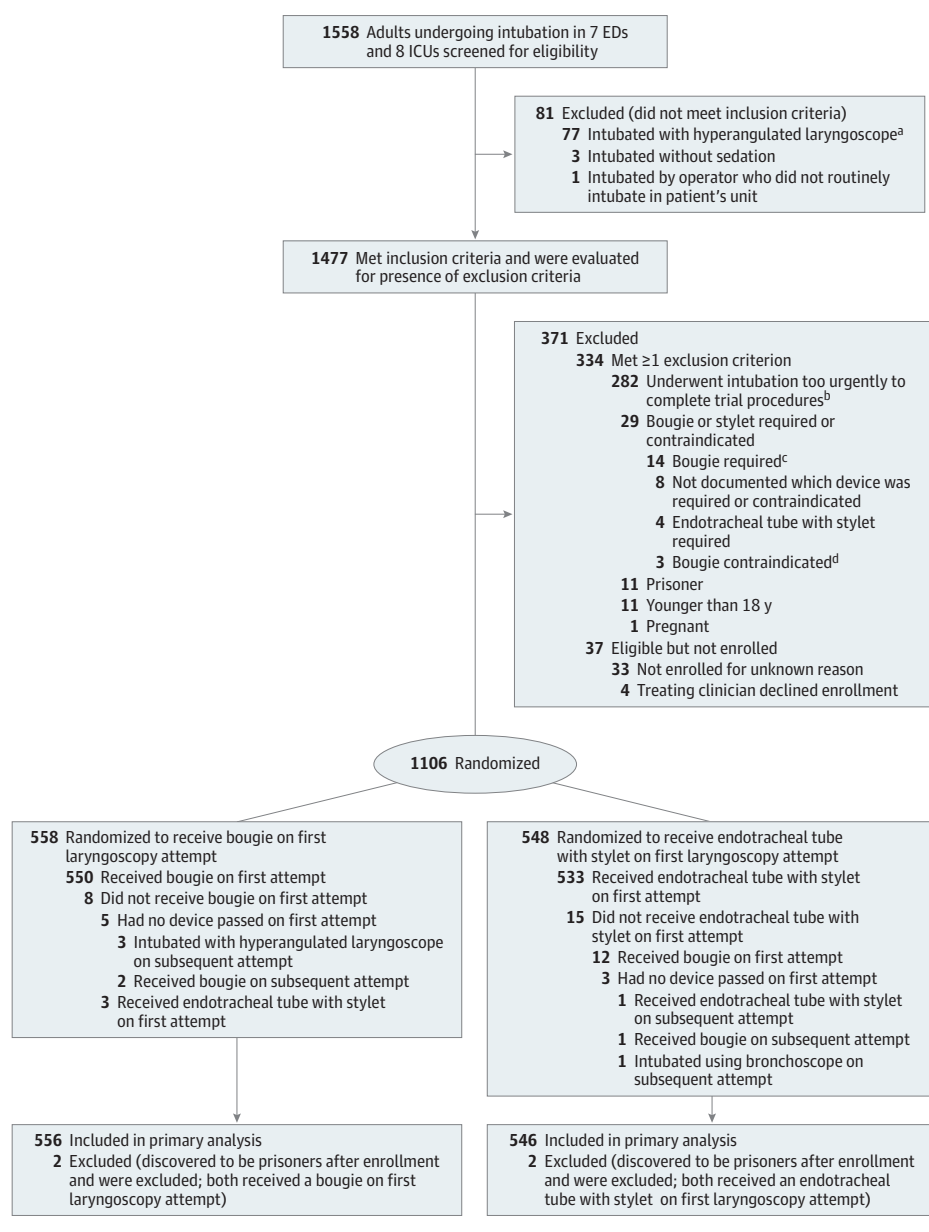 1558 Adults undergoing intubation in 7 EDs
and 8 ICUs screened for eligibility
81 Excluded (did not meet inclusion criteria)
77 Intubated with hyperangulated laryngoscopeᵃ
3 Intubated without sedation
1 Intubated by operator who did not routinely
intubate in patient's unit
1477 Met inclusion criteria and were evaluated
for presence of exclusion criteria
371 Excluded
334 Met ≥1 exclusion criterion
282 Underwent intubation too urgently to
complete trial proceduresᵇ
29 Bougie or stylet required or
contraindicated
14 Bougie requiredᶜ
8 Not documented which device was
required or contraindicated
4 Endotracheal tube with stylet
required
3 Bougie contraindicatedᵈ
11 Prisoner
11 Younger than 18 y
1 Pregnant
37 Eligible but not enrolled
33 Not enrolled for unknown reason
4 Treating clinician declined enrollment
1106 Randomized
558 Randomized to receive bougie on first
laryngoscopy attempt
550 Received bougie on first attempt
8 Did not receive bougie on first attempt
5 Had no device passed on first attempt
3 Intubated with hyperangulated laryngoscope
on subsequent attempt
2 Received bougie on subsequent attempt
3 Received endotracheal tube with stylet
on first attempt
548 Randomized to receive endotracheal tube
with stylet on first laryngoscopy attempt
533 Received endotracheal tube with stylet
on first attempt
15 Did not receive endotracheal tube with
stylet on first attempt
12 Received bougie on first attempt
3 Had no device passed on first attempt
1 Received endotracheal tube with stylet
on subsequent attempt
1 Received bougie on subsequent attempt
1 Intubated using bronchoscope on
subsequent attempt
556 Included in primary analysis
2 Excluded (discovered to be prisoners after enrollment
and were excluded; both received a bougie on first
laryngoscopy attempt)
546 Included in primary analysis
2 Excluded (discovered to be prisoners after enrollment
and were excluded; both received an endotracheal
tube with stylet on first laryngoscopy attempt)